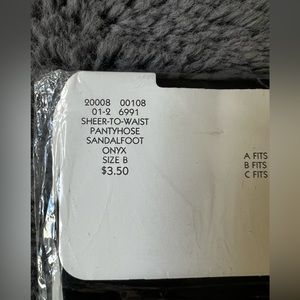 20008 00108
01-2 6991
SHEER-TO-WAIST
PANTYHOSE
SANDALFOOT
ONYX
SIZE B
$3.50
A FITS
B FITS
C FITS